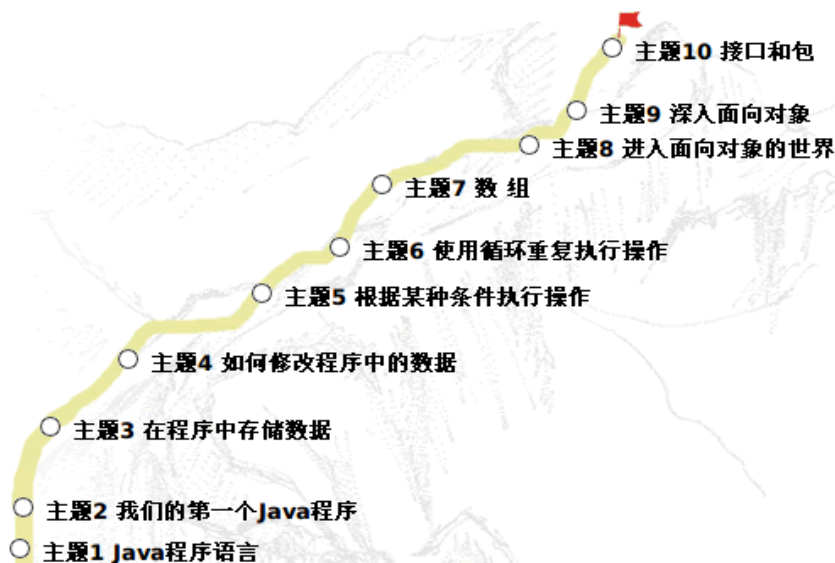 主题10 接口和包
主题9 深入面向对象
主题8 进入面向对象的世界
主题7 数 组
主题6 使用循环重复执行操作
主题5 根据某种条件执行操作
主题4 如何修改程序中的数据
主题3 在程序中存储数据
主题2 我们的第一个Java程序
主题1 Java程序语言